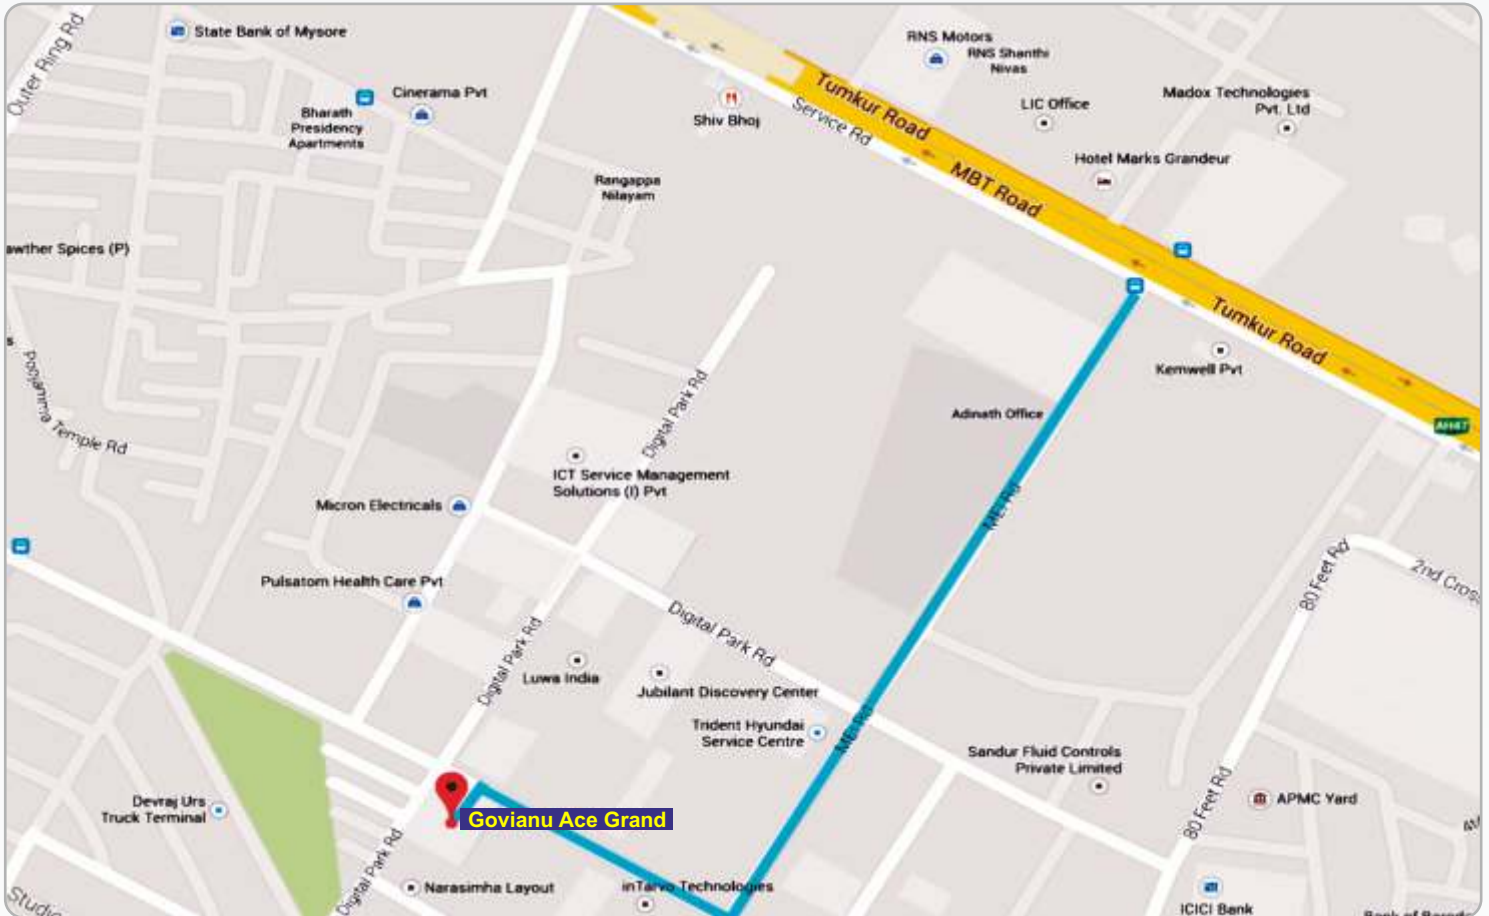 Outer Ring Rd
State Bank of Mysore
Cinerama Pvt
Bharath
Presidency
Apartments
Shiv Bhoj
Rangappa
Nilayam
Service Rd
Tumkur Road
MBT Road
Tumkur Road
RNS Motors
RNS Shanthi
Nivas
LIC Office
Madox Technologies
Pvt. Ltd
Hotel Marks Grandeur
awther Spices (P)
s
Temple Rd
Kemwell Pvt
AH47
Adinath Office
Digital Park Rd
ICT Service Management
Solutions (I) Pvt
Micron Electricals
MEI Rd
Pulsatom Health Care Pvt
80 Feet Rd
2nd Cross
Digital Park Rd
Digital Park Rd
Luwa India
Jubilant Discovery Center
Trident Hyundai
Service Centre
MEI Rd
Sandur Fluid Controls
Private Limited
80 Feet Rd
APMC Yard
Devraj Urs
Truck Terminal
Govianu Ace Grand
Digital Park Rd
Narasimha Layout
inTarvo Technologies
ICICI Bank